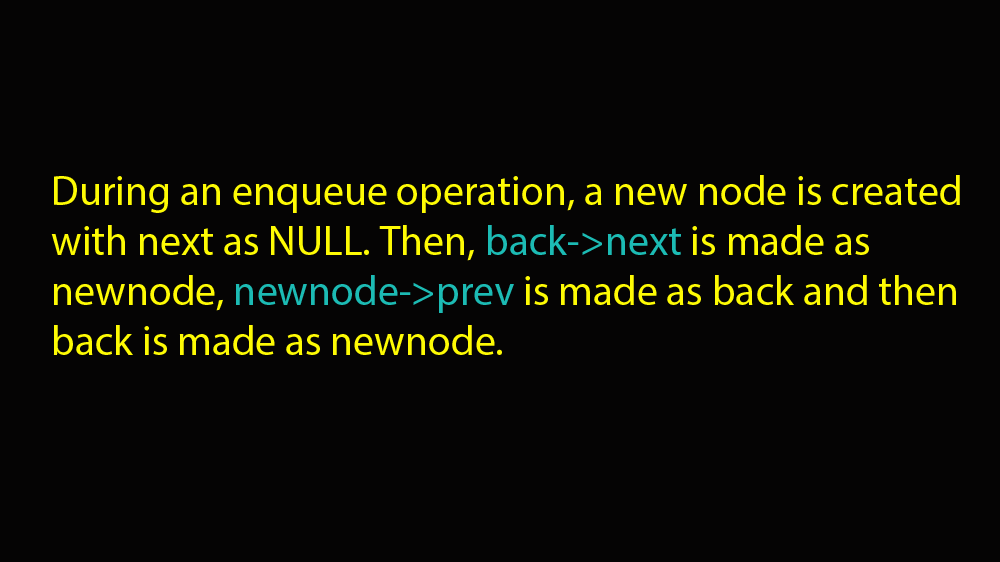 During an enqueue operation, a new node is created
with next as NULL. Then, back->next is made as
newnode, newnode->prev is made as back and then
back is made as newnode.